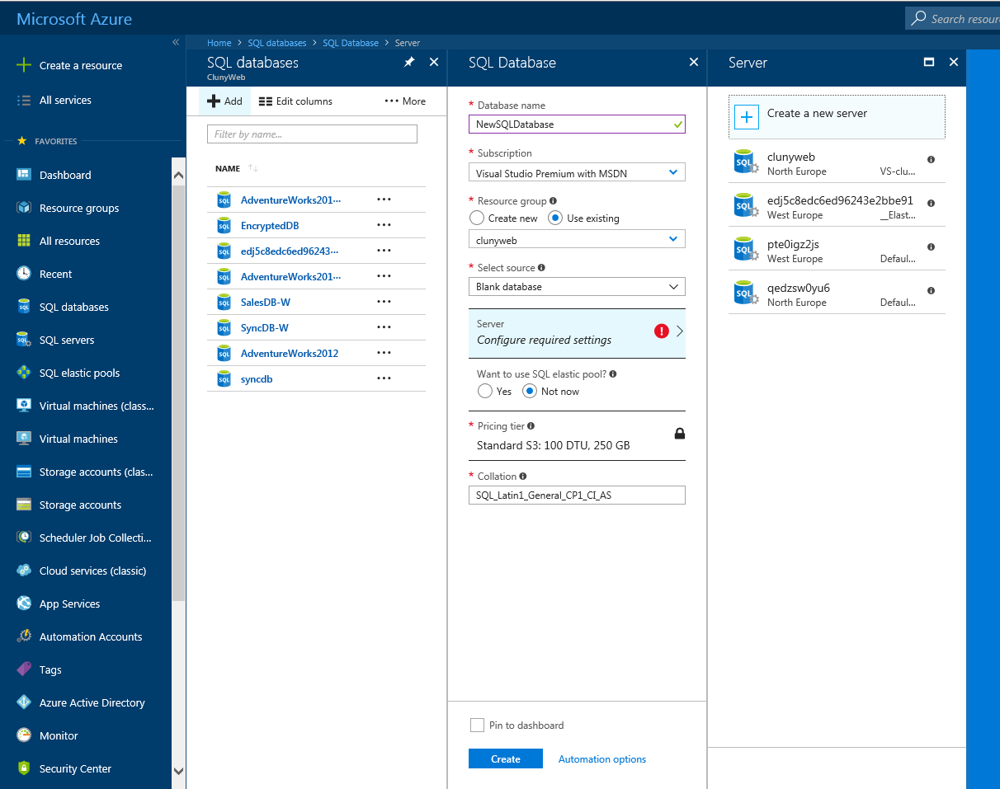 Microsoft Azure
Search resour
«
Create a resource
All services
FAVORITES
Dashboard
Resource groups
All resources
Recent
SQL databases
SQL servers
SQL elastic pools
Virtual machines (class...
Virtual machines
Storage accounts (clas...
Storage accounts
Scheduler Job Collecti...
Cloud services (classic)
App Services
Automation Accounts
Tags
Azure Active Directory
Monitor
Security Center
Home > SQL databases > SQL Database > Server
SQL databases
ClunyWeb
Add
Edit columns
··· More
Filter by name...
NAME
AdventureWorks201···
EncryptedDB
edj5c8edc6ed96243···
AdventureWorks201···
SalesDB-W
SyncDB-W
AdventureWorks2012
syncdb
SQL Database
* Database name
NewSQLDatabase
* Subscription
Visual Studio Premium with MSDN
* Resource group
Create new Use existing
clunyweb
* Select source
Blank database
Server
Configure required settings
Want to use SQL elastic pool?
Yes Not now
* Pricing tier
Standard S3: 100 DTU, 250 GB
* Collation
SQL_Latin1_General_CP1_CI_AS
Pin to dashboard
Create Automation options
Server
Create a new server
clunyweb
North Europe VS-clu...
edj5c8edc6ed96243e2bbe91
West Europe __Elast...
pte0igz2js
West Europe Defaul...
qedzsw0yu6
North Europe Defaul...